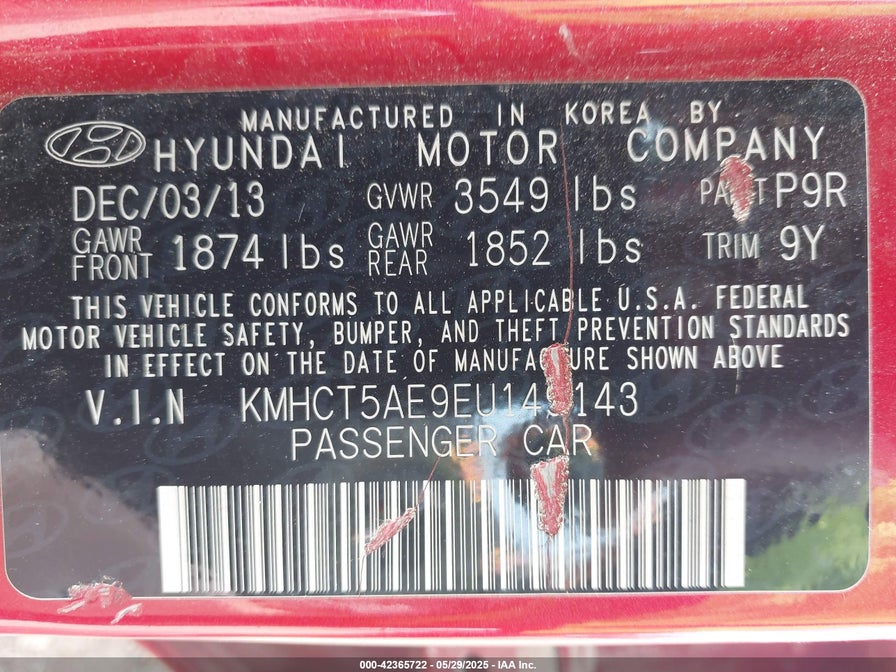 MANUFACTURED IN KOREA BY
HYUNDAI MOTOR COMPANY
DEC/03/13 GVWR 3549 lbs PAINT P9R
GAWR FRONT 1874 lbs GAWR REAR 1852 lbs TRIM 9Y
THIS VEHICLE CONFORMS TO ALL APPLICABLE U.S.A. FEDERAL
MOTOR VEHICLE SAFETY, BUMPER, AND THEFT PREVENTION STANDARDS
IN EFFECT ON THE DATE OF MANUFACTURE SHOWN ABOVE
V.I.N
PASSENGER CAR
000-42365722 - 05/29/2025 - IAA Inc.